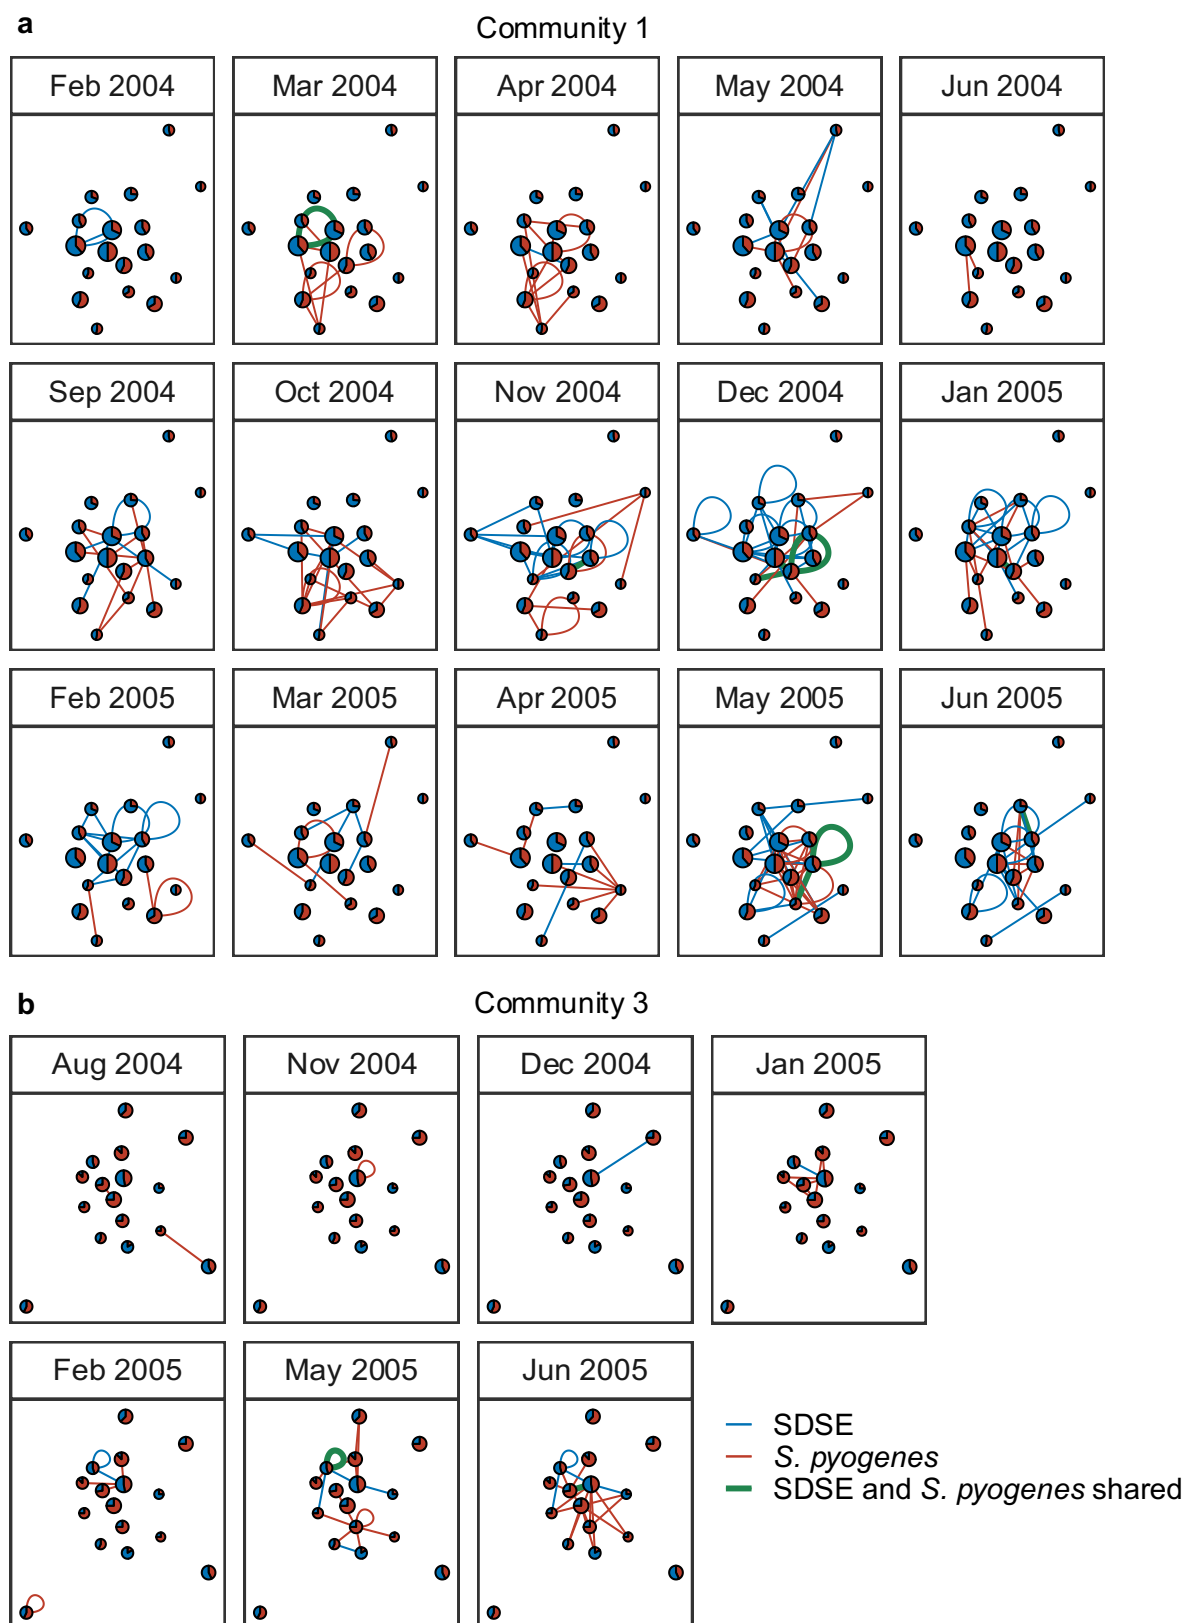 a
Community 1
Feb 2004
Mar 2004
Apr 2004
May 2004
Jun 2004
Sep 2004
Oct 2004
Nov 2004
Dec 2004
Jan 2005
Feb 2005
Mar 2005
Apr 2005
May 2005
Jun 2005
b
Community 3
Aug 2004
Nov 2004
Dec 2004
Jan 2005
Feb 2005
May 2005
Jun 2005
SDSE
S. pyogenes
SDSE and S. pyogenes shared